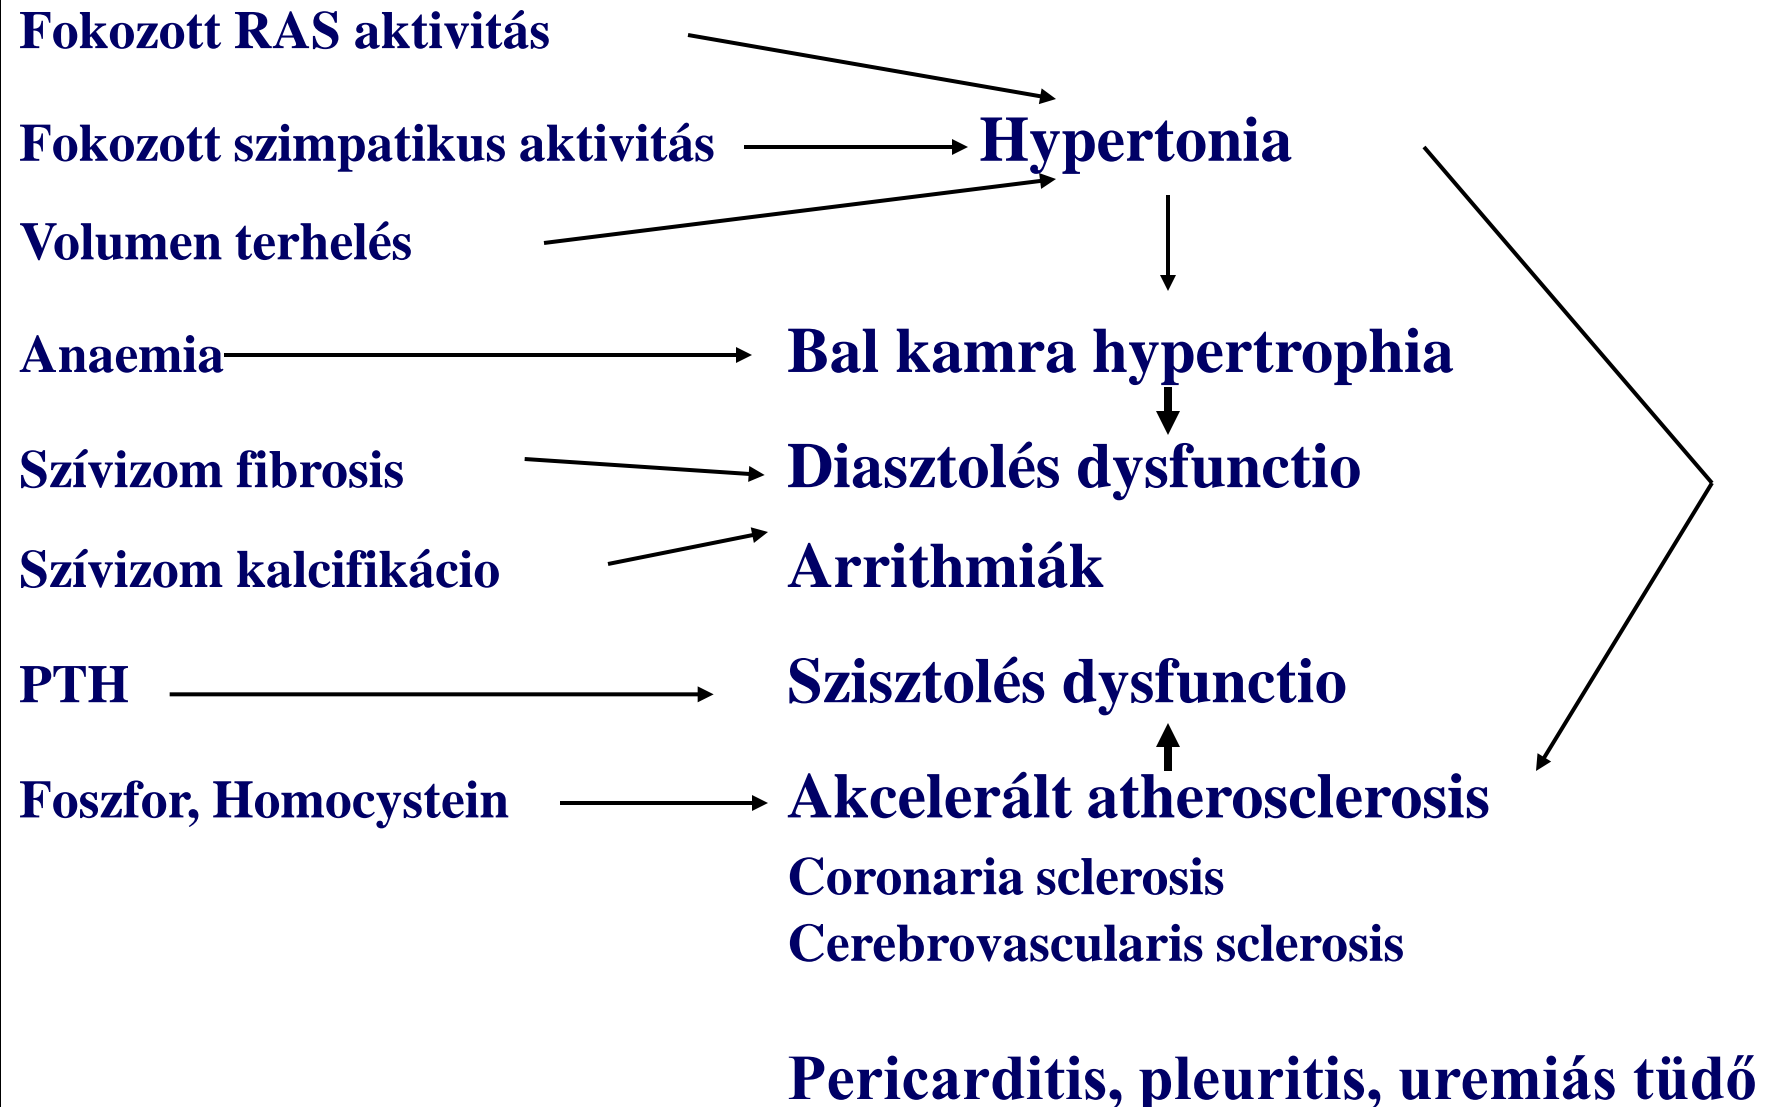 Fokozott RAS aktivitás
Fokozott szimpatikus aktivitás
Hypertonia
Volumen terhelés
Anaemia
Bal kamra hypertrophia
Szívizom fibrosis
Diasztolés dysfunctio
Szívizom kalcifikácio
Arrithmiák
PTH
Szisztolés dysfunctio
Foszfor, Homocystein
Akcelerált atherosclerosis
Coronaria sclerosis
Cerebrovascularis sclerosis
Pericarditis, pleuritis, uremiás tüdő